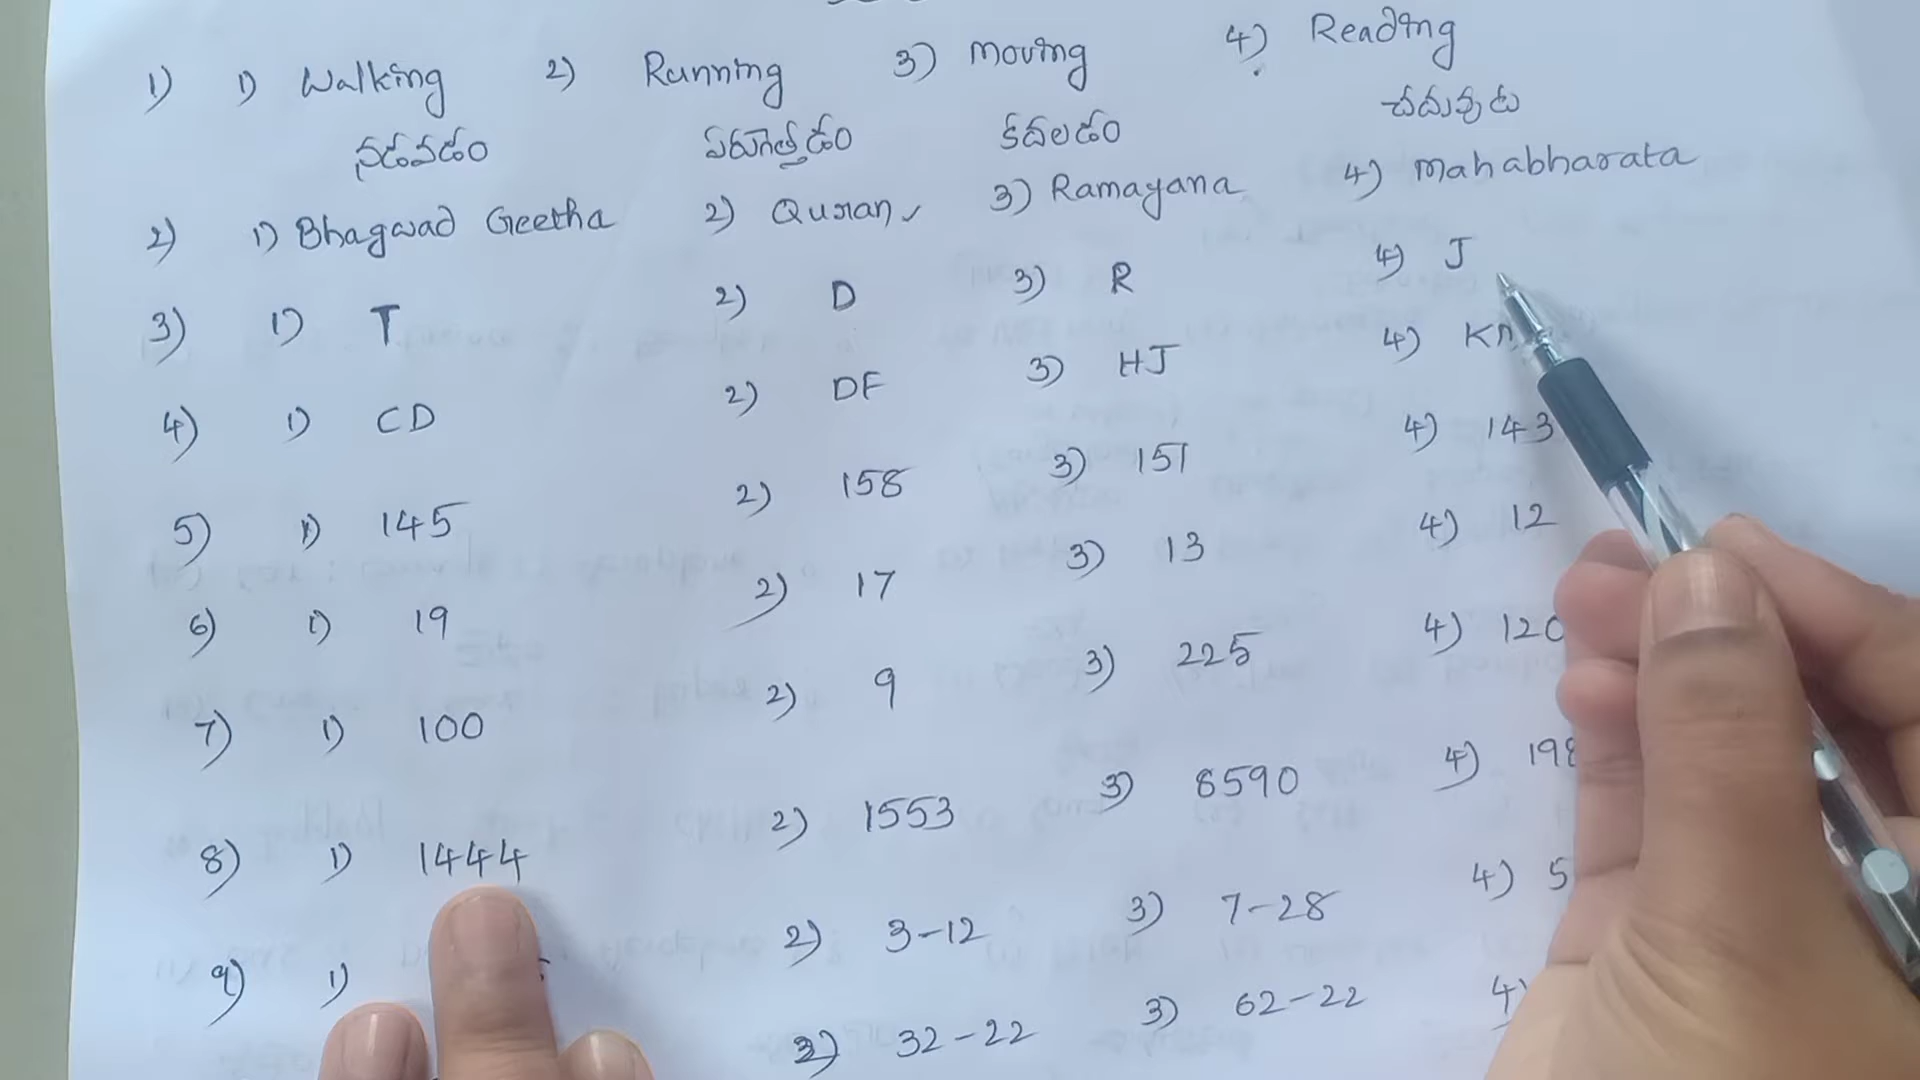 1) 1) Walking 2) Running 3) Moving 4) Reading
నడవడం పరుగెత్తడం కదలడం చదువుట
2) 1) Bhagwad Geetha 2) Quran ✓ 3) Ramayana 4) Mahabharata
3) 1) T 2) D 3) R 4) J
4) 1) CD 2) DF 3) HJ 4)
5) 1) 145 2) 158 3) 151 4) 143
6) 1) 19 2) 17 3) 13 4) 12
7) 1) 100 2) 9 3) 225 4) 120
8) 1) 1444 2) 1553 3) 8590 4) 198
9) 1) 2) 3-12 3) 7-28 4) 5
2) 32-22 3) 62-22 4)